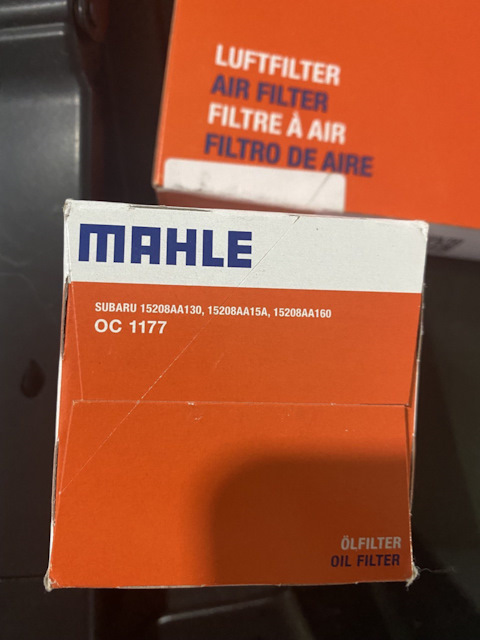 LUFTFILTER
AIR FILTER
FILTRE À AIR
FILTRO DE AIRE
MAHLE
SUBARU 15208AA130, 15208AA15A, 15208AA160
OC 1177
ÖLFILTER
OIL FILTER